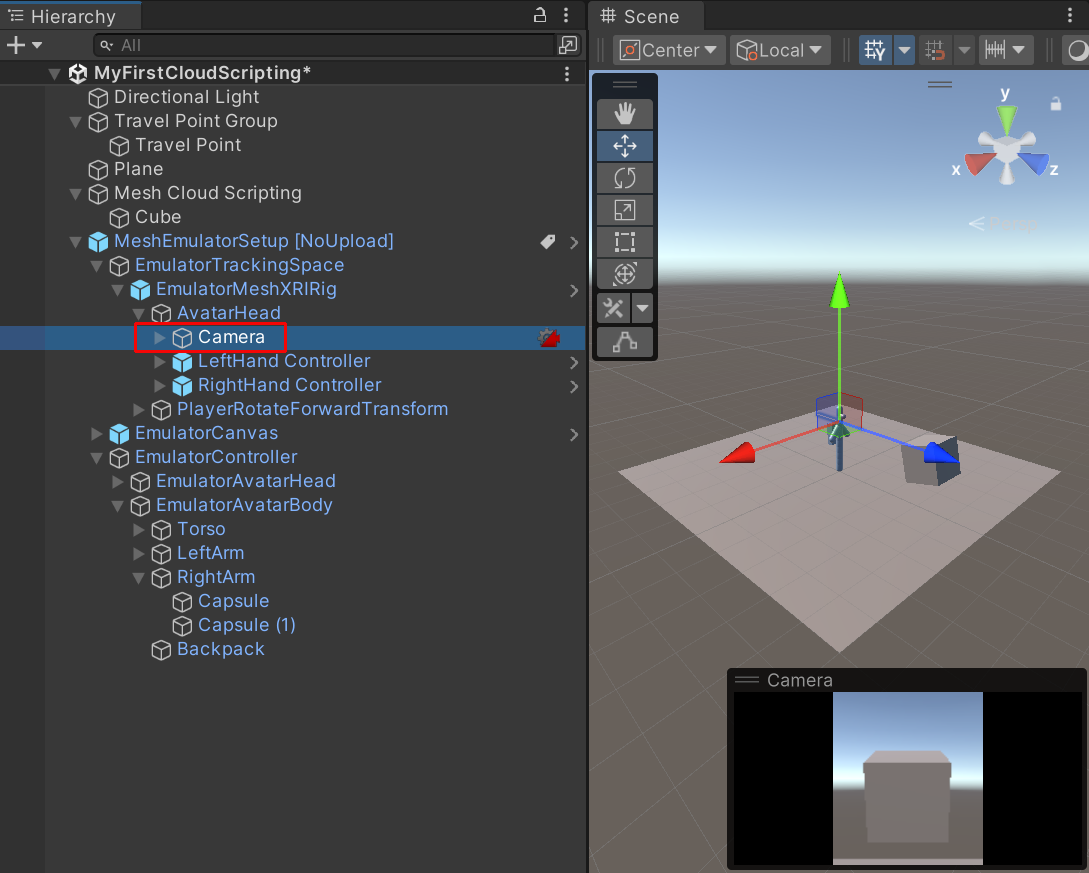 Hierarchy
All
MyFirstCloudScripting*
Directional Light
Travel Point Group
Travel Point
Plane
Mesh Cloud Scripting
Cube
MeshEmulatorSetup [NoUpload]
EmulatorTrackingSpace
EmulatorMeshXRIRig
AvatarHead
Camera
LeftHand Controller
RightHand Controller
PlayerRotateForwardTransform
EmulatorCanvas
EmulatorController
EmulatorAvatarHead
EmulatorAvatarBody
Torso
LeftArm
RightArm
Capsule
Capsule (1)
Backpack
Scene
Center
Local
y
x
z
Camera